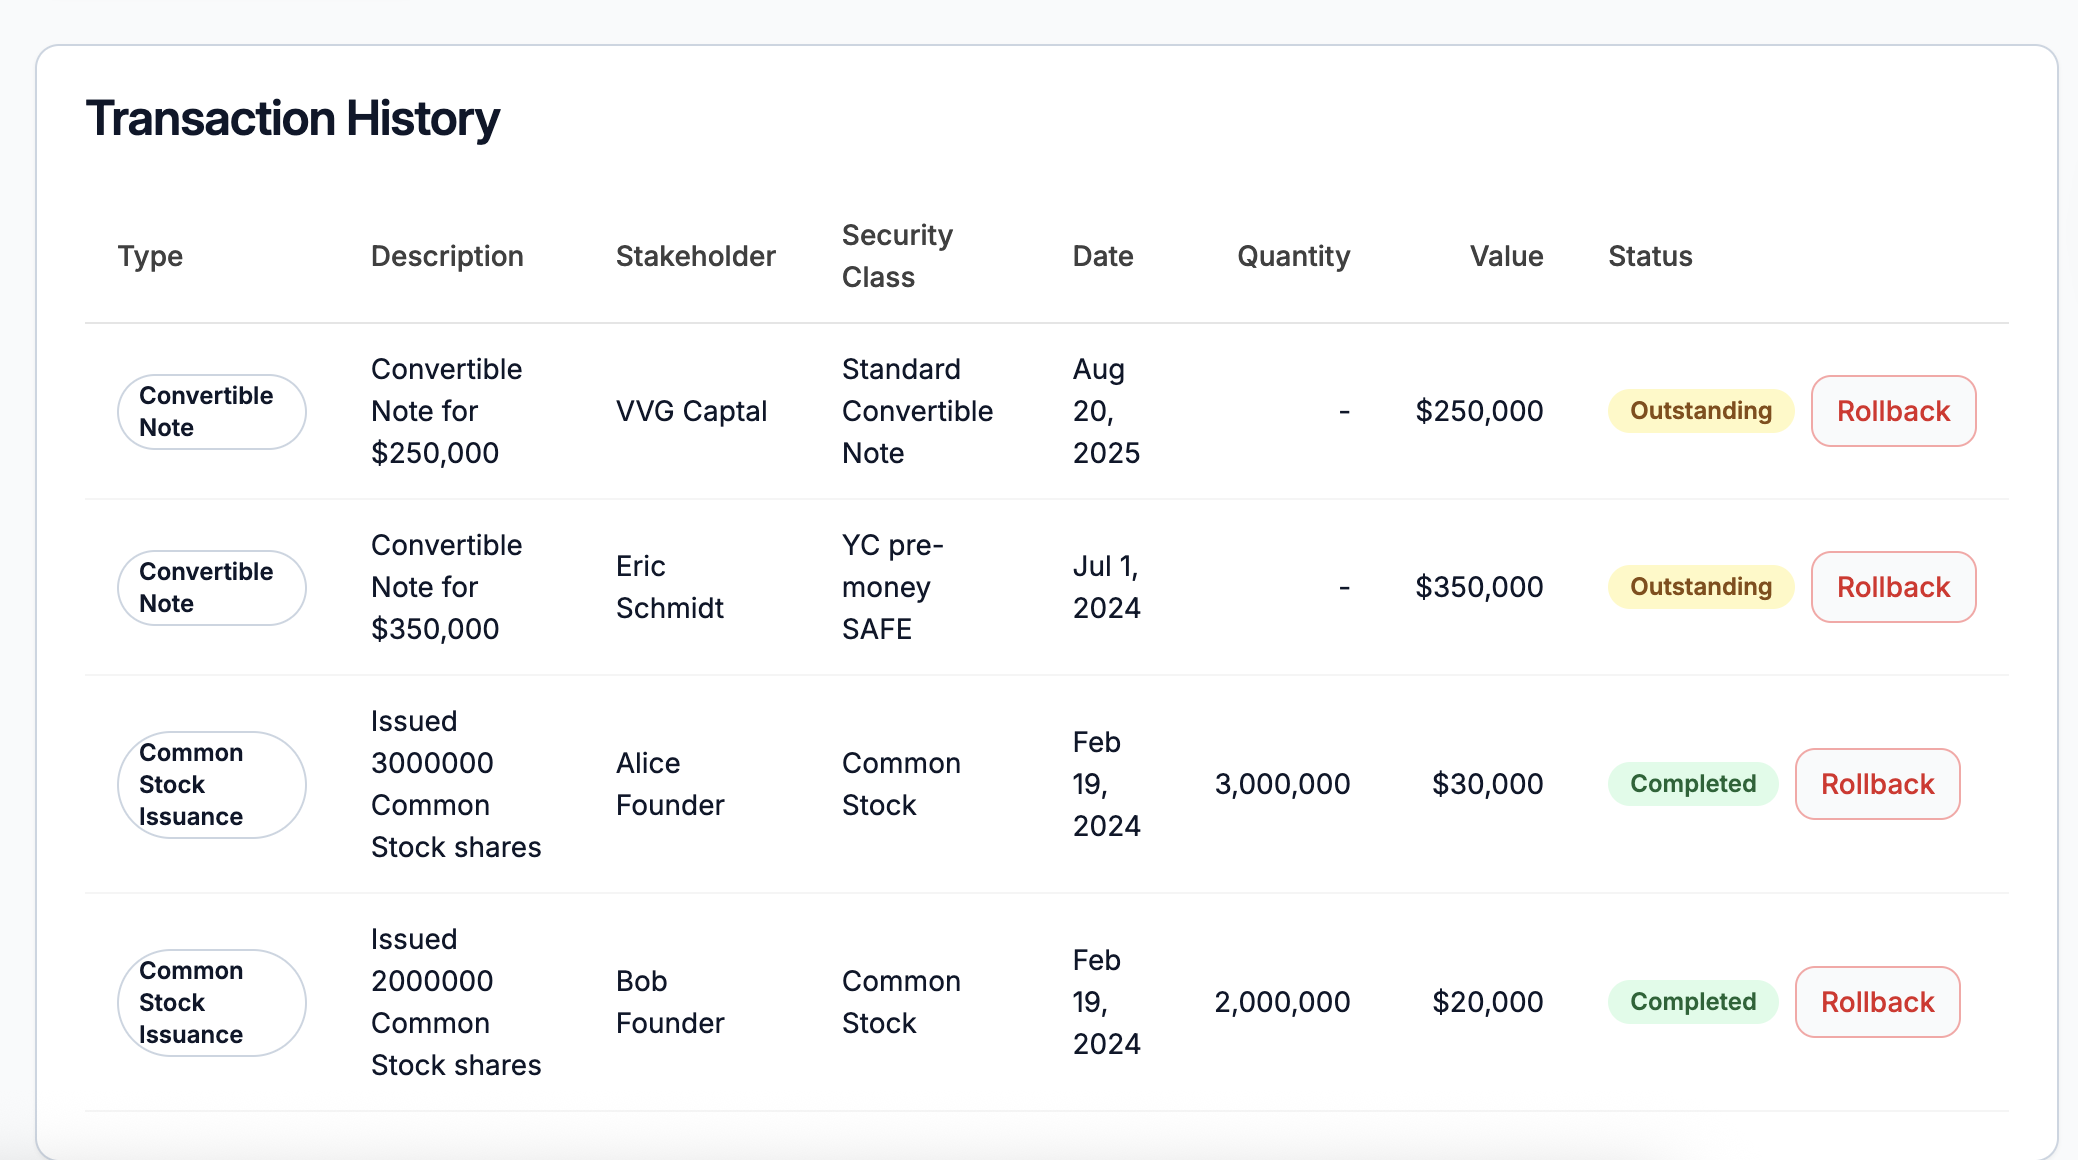 Transaction History
Type
Description
Stakeholder
Security
Class
Date
Quantity
Value
Status
Convertible
Note
Convertible
Note for
$250,000
VVG Captal
Standard
Convertible
Note
Aug
20,
2025
-
$250,000
Outstanding
Rollback
Convertible
Note
Convertible
Note for
$350,000
Eric
Schmidt
YC pre-
money
SAFE
Jul 1,
2024
-
$350,000
Outstanding
Rollback
Common
Stock
Issuance
Issued
3000000
Common
Stock shares
Alice
Founder
Common
Stock
Feb
19,
2024
3,000,000
$30,000
Completed
Rollback
Common
Stock
Issuance
Issued
2000000
Common
Stock shares
Bob
Founder
Common
Stock
Feb
19,
2024
2,000,000
$20,000
Completed
Rollback